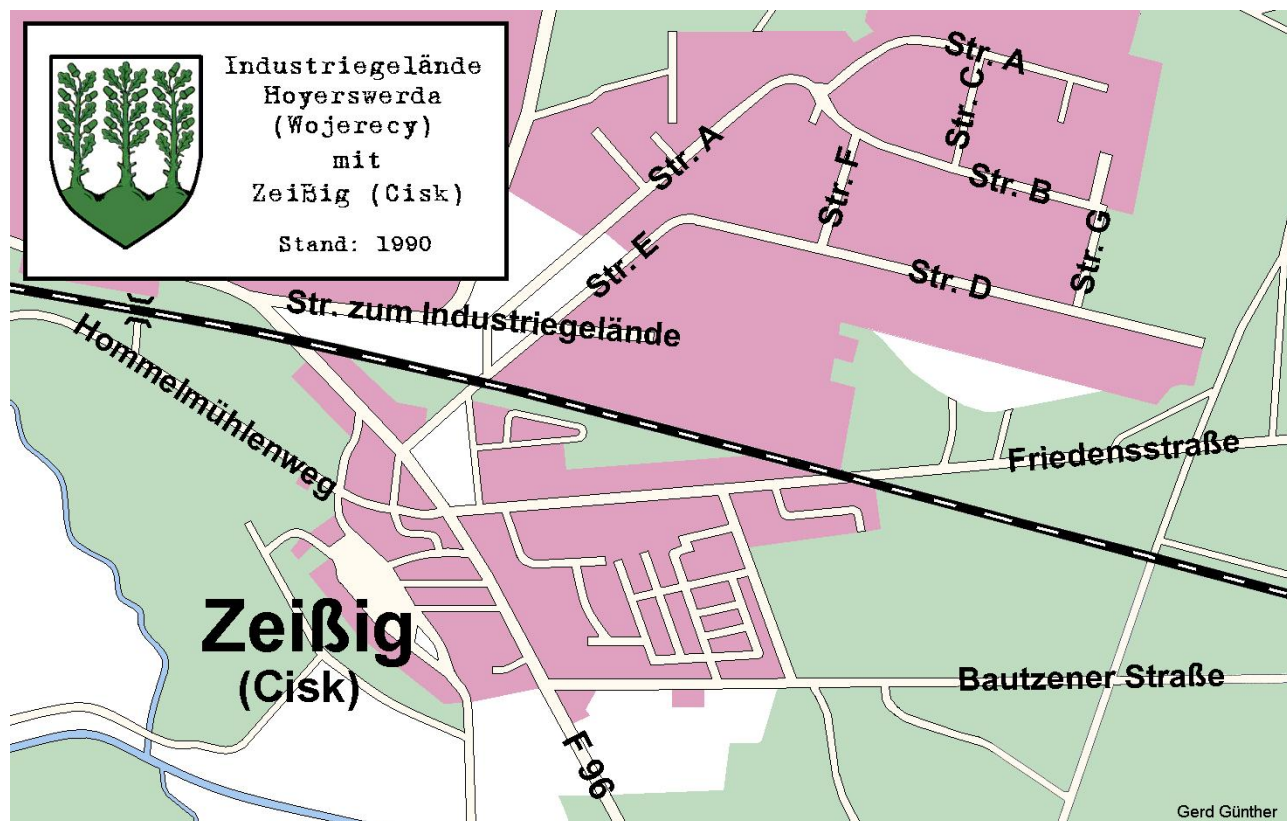 Industriegelände
Hoyerswerda
(Wojerecy)
mit
Zeißig (Cisk)
Stand: 1990
Str. A
Str. C
Str. A
Str. F
Str. B
Str. G
Str. E
Str. D
Str. zum Industriegelände
Hommelmühlenweg
Friedensstraße
Zeißig
(Cisk)
Bautzener Straße
F 96
Gerd Günther